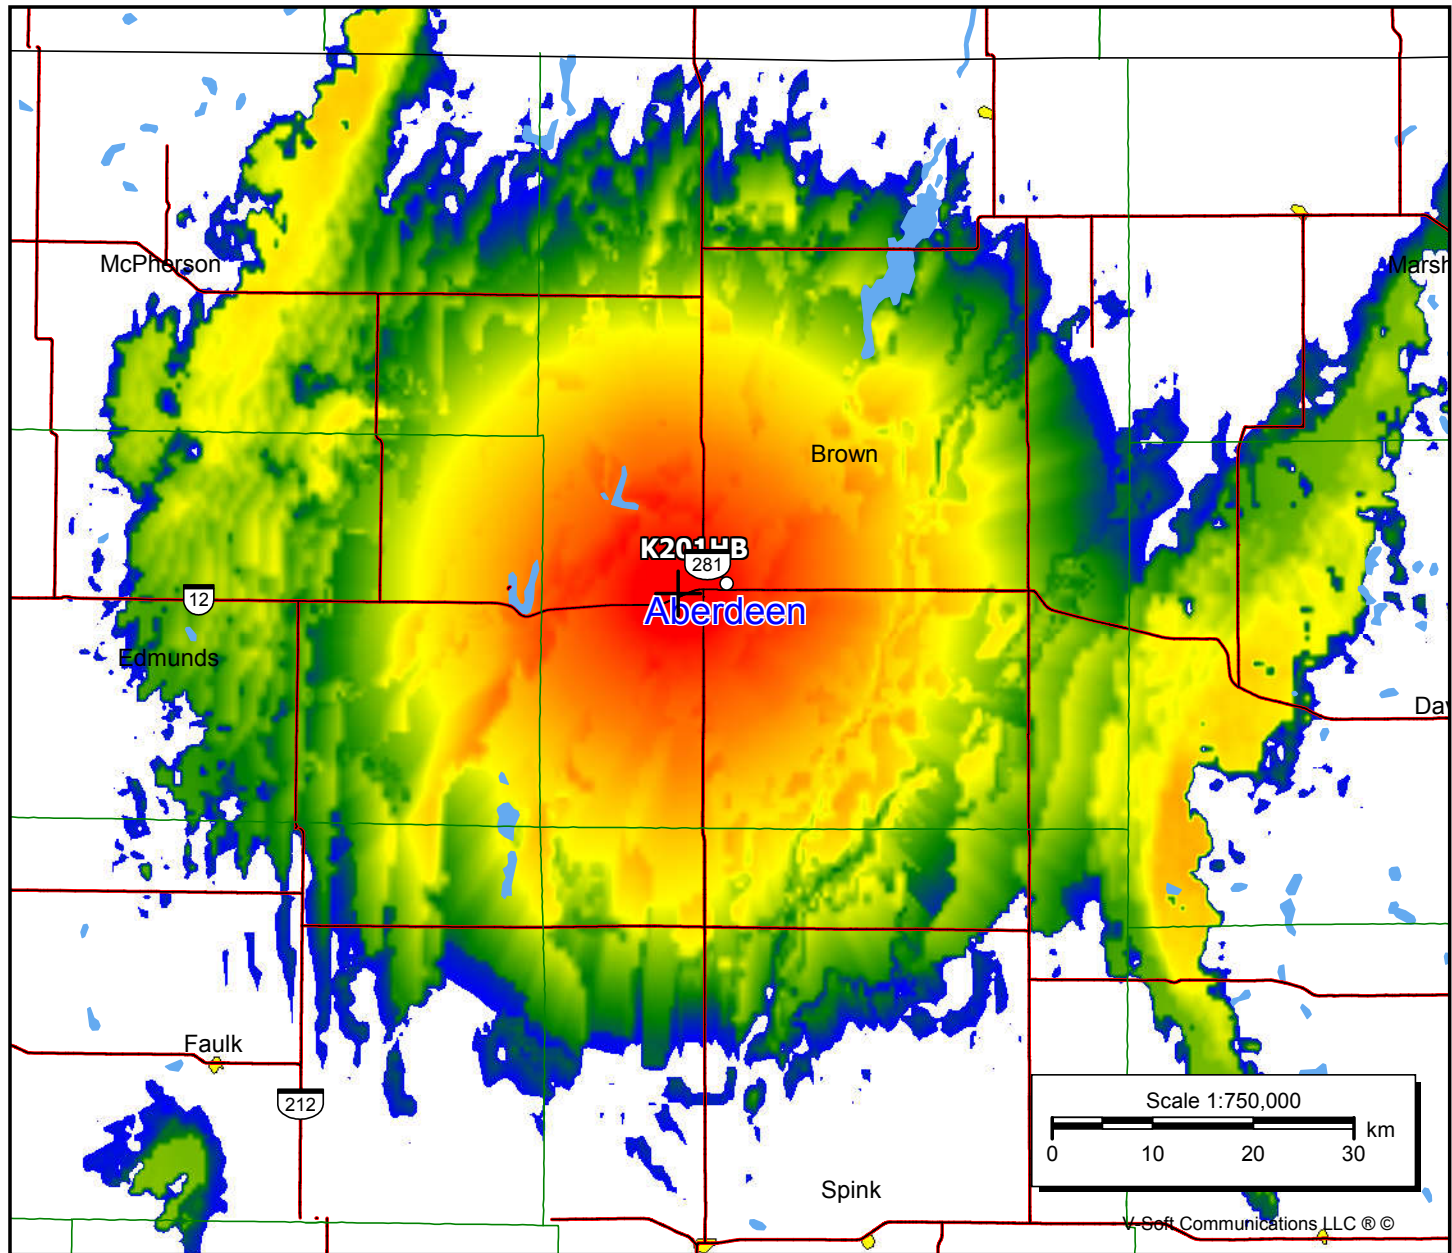 McPherson
Marsh
Brown
K201HB
281
Aberdeen
12
Edmunds
Day
Faulk
212
Scale 1:750,000
km
0 10 20 30
Spink
V-Soft Communications LLC ® ©